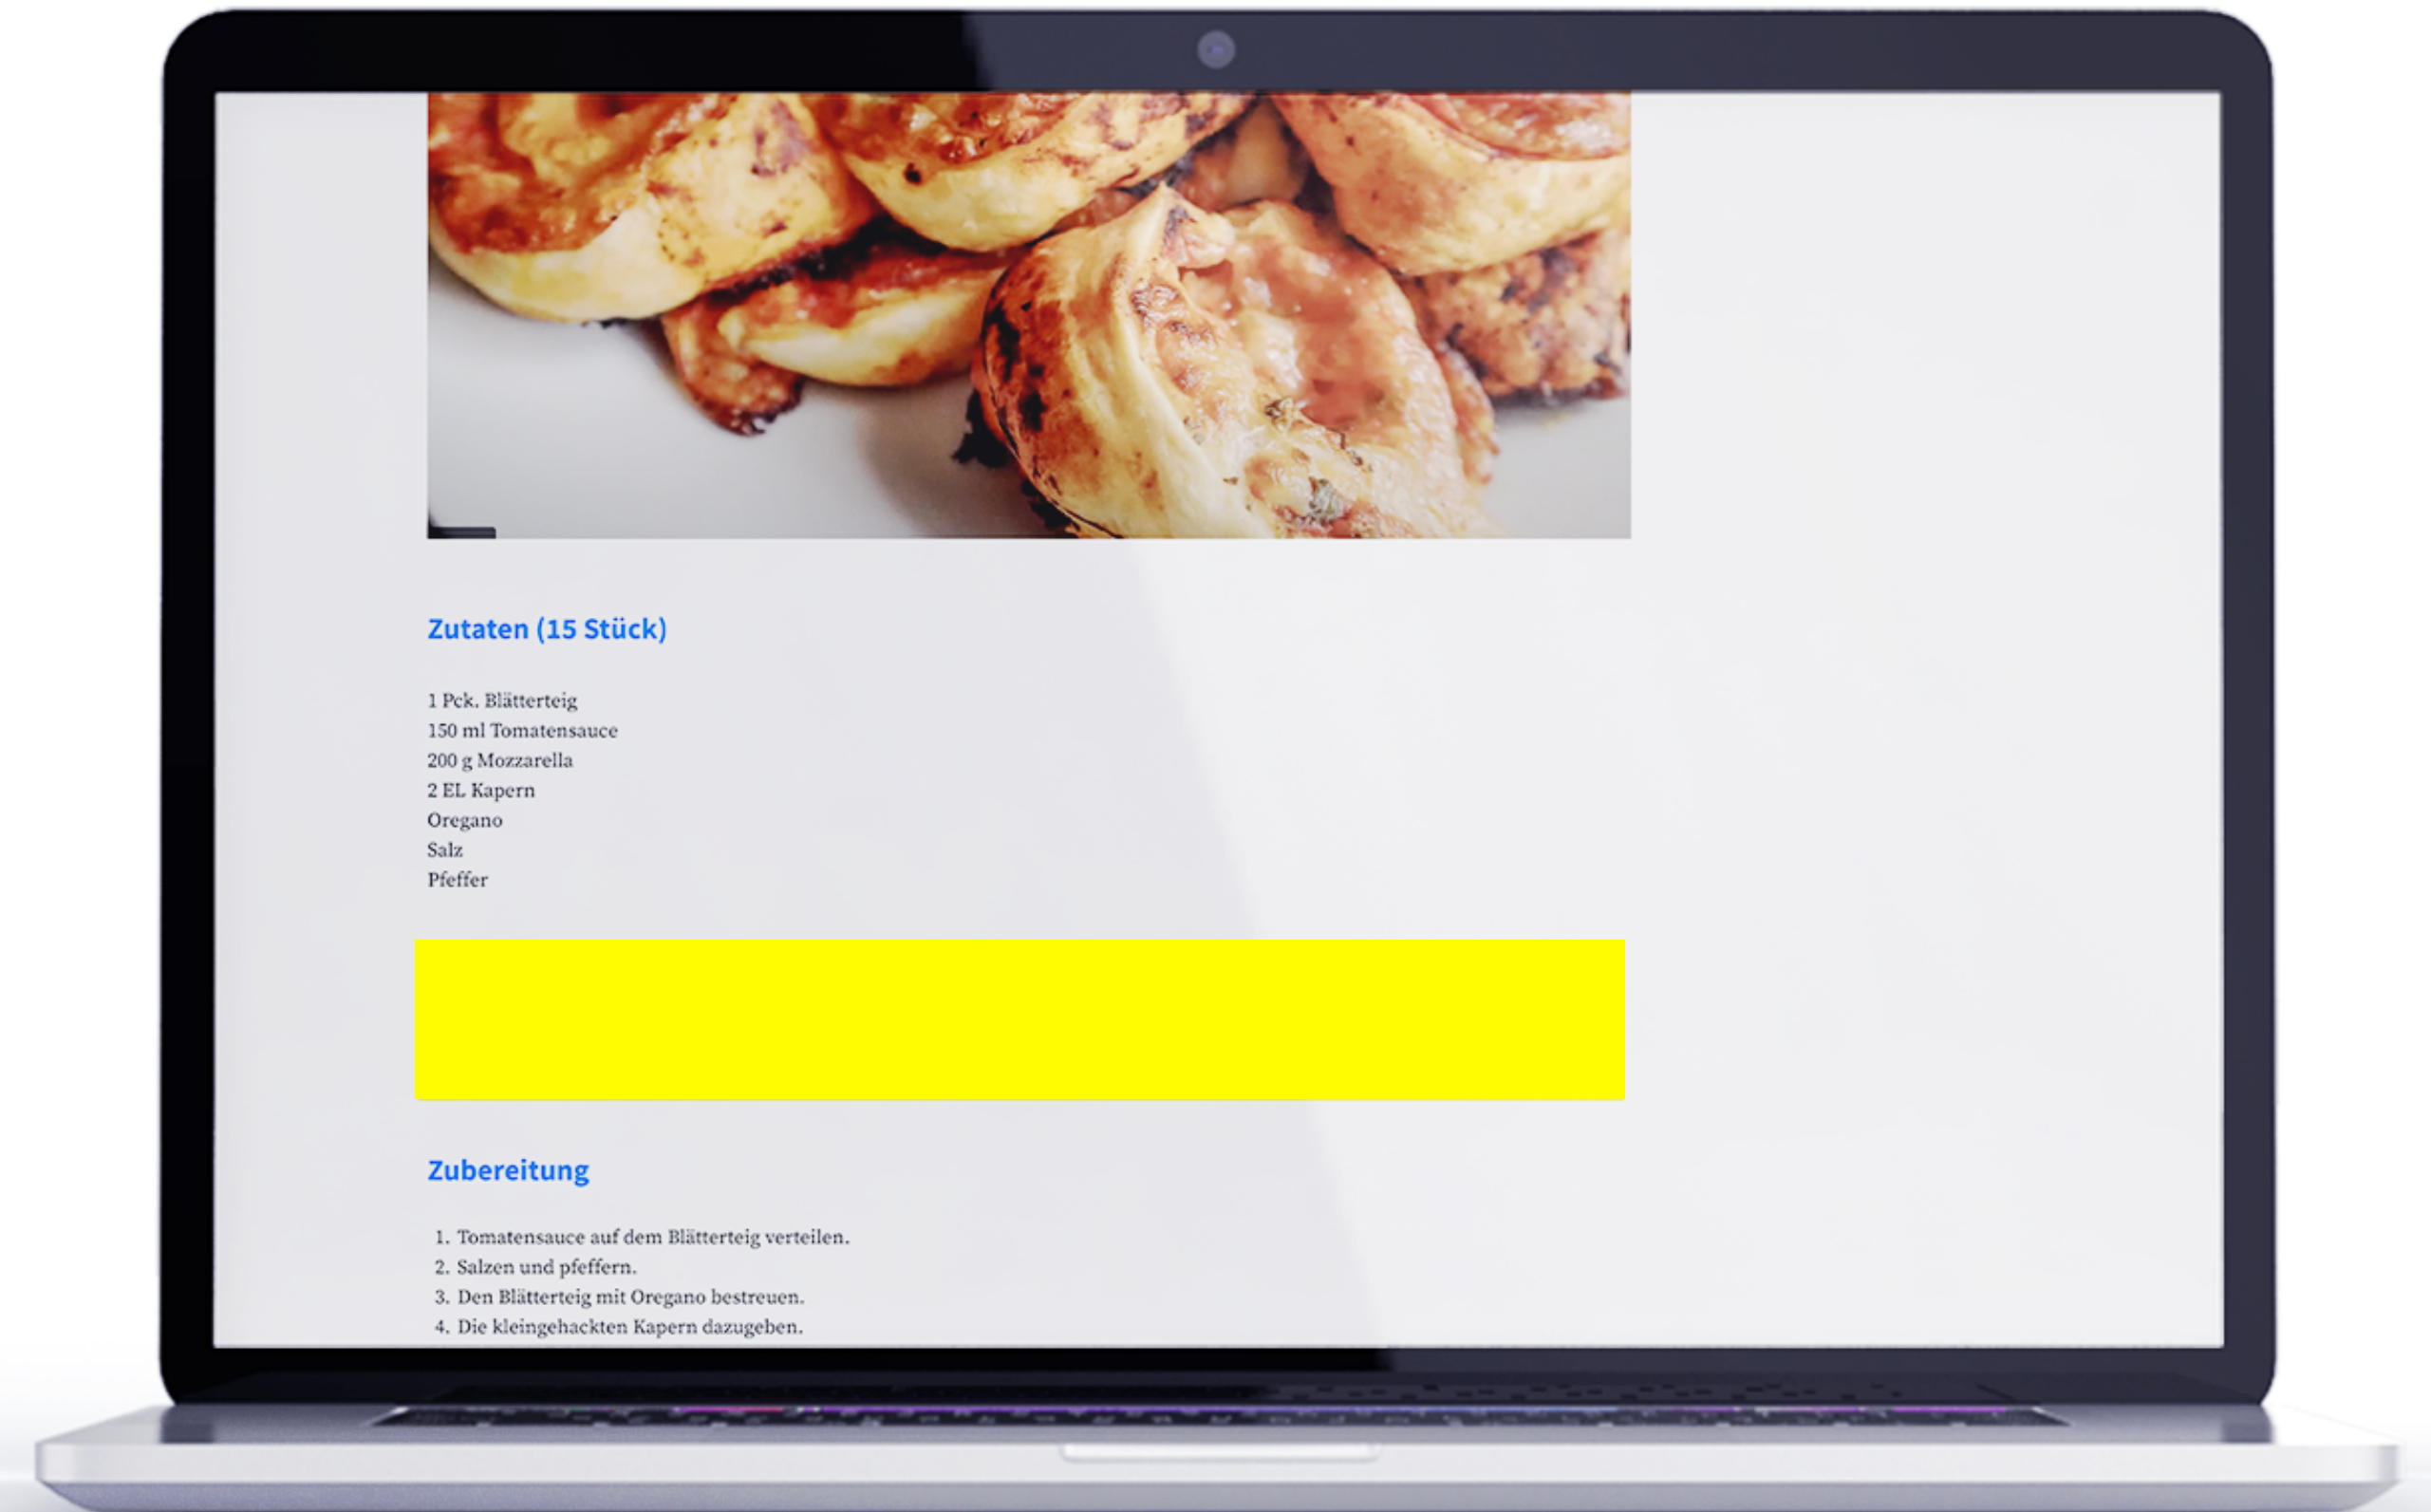 Zutaten (15 Stück)
1 Pck. Blätterteig
150 ml Tomatensauce
200 g Mozzarella
2 EL Kapern
Oregano
Salz
Pfeffer
Zubereitung
1. Tomatensauce auf dem Blätterteig verteilen.
2. Salzen und pfeffern.
3. Den Blätterteig mit Oregano bestreuen.
4. Die kleingehackten Kapern dazugeben.